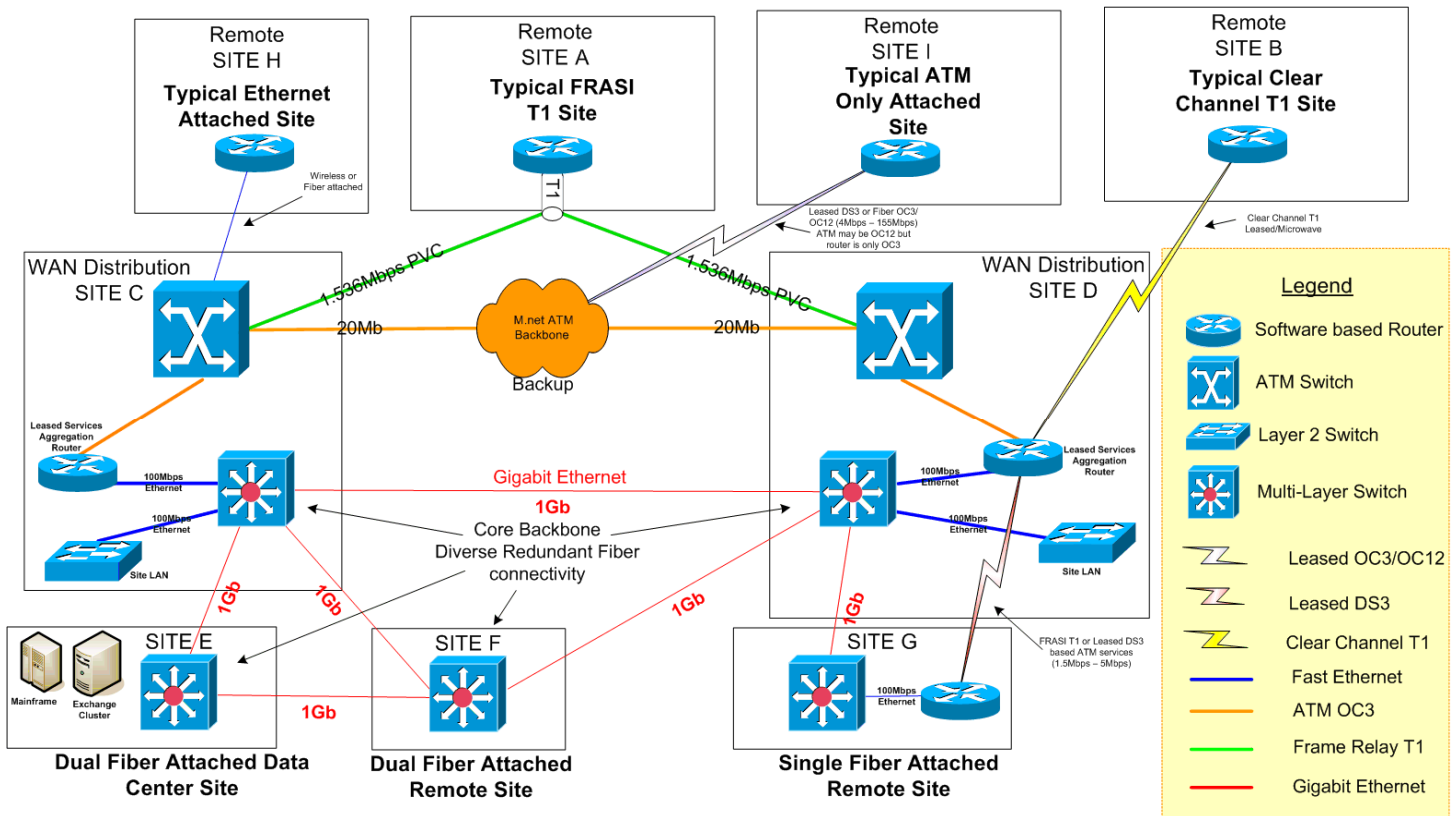 Remote
SITE H
Typical Ethernet
Attached Site
Wireless or
Fiber attached
Remote
SITE A
Typical FRASI
T1 Site
T1
Remote
SITE I
Typical ATM
Only Attached
Site
Leased DS3 or Fiber OC3/
OC12 (4Mbps – 155Mbps)
ATM may be OC12 but
router is only OC3
Remote
SITE B
Typical Clear
Channel T1 Site
Clear Channel T1
Leased/Microwave
WAN Distribution
SITE C
1.536Mbps PVC
20Mb
M.net ATM
Backbone
Backup
1.536Mbps PVC
20Mb
WAN Distribution
SITE D
Leased Services
Aggregation
Router
100Mbps
Ethernet
100Mbps
Ethernet
Site LAN
Gigabit Ethernet
1Gb
Core Backbone
Diverse Redundant Fiber
connectivity
Leased Services
Aggregation
Router
100Mbps
Ethernet
100Mbps
Ethernet
Site LAN
1Gb
1Gb
1Gb
1Gb
FRASI T1 or Leased DS3
based ATM services
(1.5Mbps – 5Mbps)
SITE E
Mainframe
Exchange
Cluster
1Gb
Dual Fiber Attached Data
Center Site
SITE F
Dual Fiber Attached
Remote Site
SITE G
100Mbps
Ethernet
Single Fiber Attached
Remote Site
Legend
Software based Router
ATM Switch
Layer 2 Switch
Multi-Layer Switch
Leased OC3/OC12
Leased DS3
Clear Channel T1
Fast Ethernet
ATM OC3
Frame Relay T1
Gigabit Ethernet